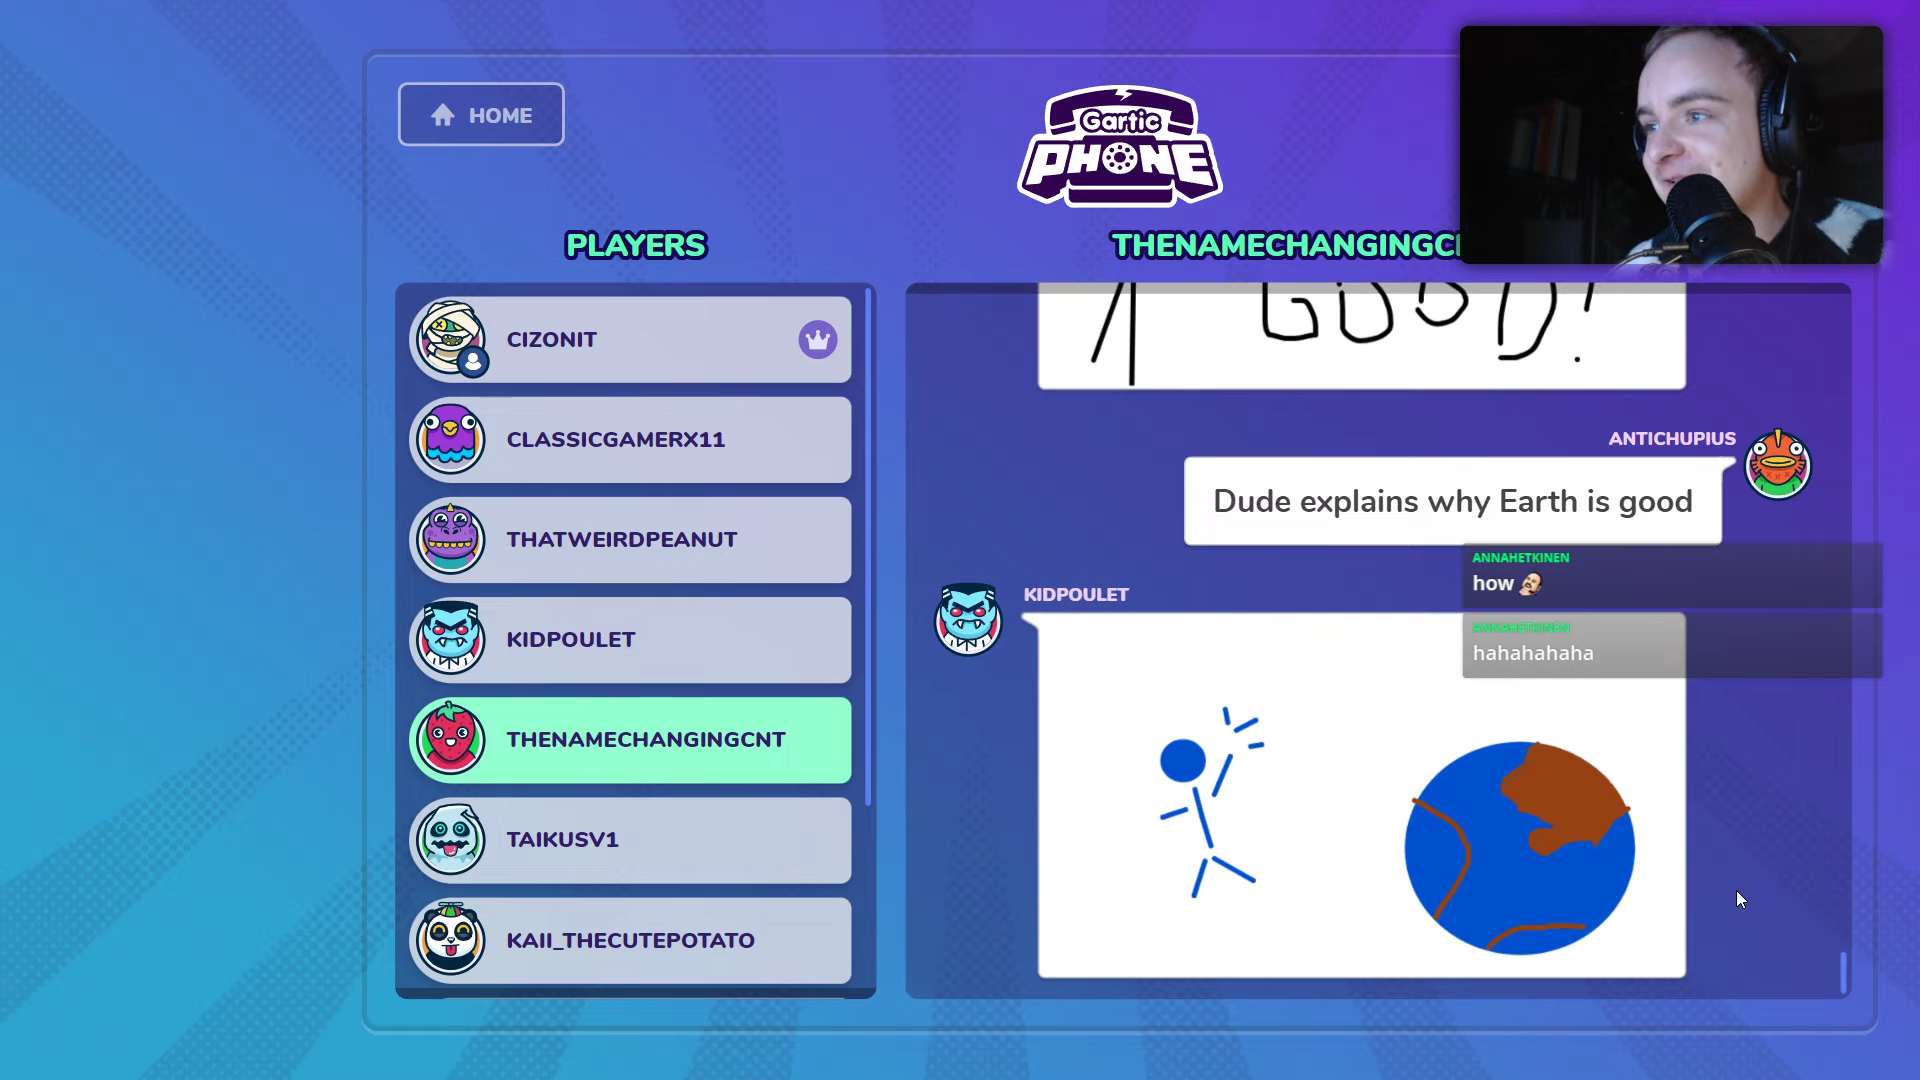 HOME
Gartic
PHONE
PLAYERS
THENAMECHANGINGC
CIZONIT
CLASSICGAMERX11
THATWEIRDPEANUT
KIDPOULET
THENAMECHANGINGCNT
TAIKUSV1
KAII_THECUTEPOTATO
GOOD!
ANTICHUPIUS
Dude explains why Earth is good
ANNAHETKINEN
how
KIDPOULET
ANNAHETKINEN
hahahahaha